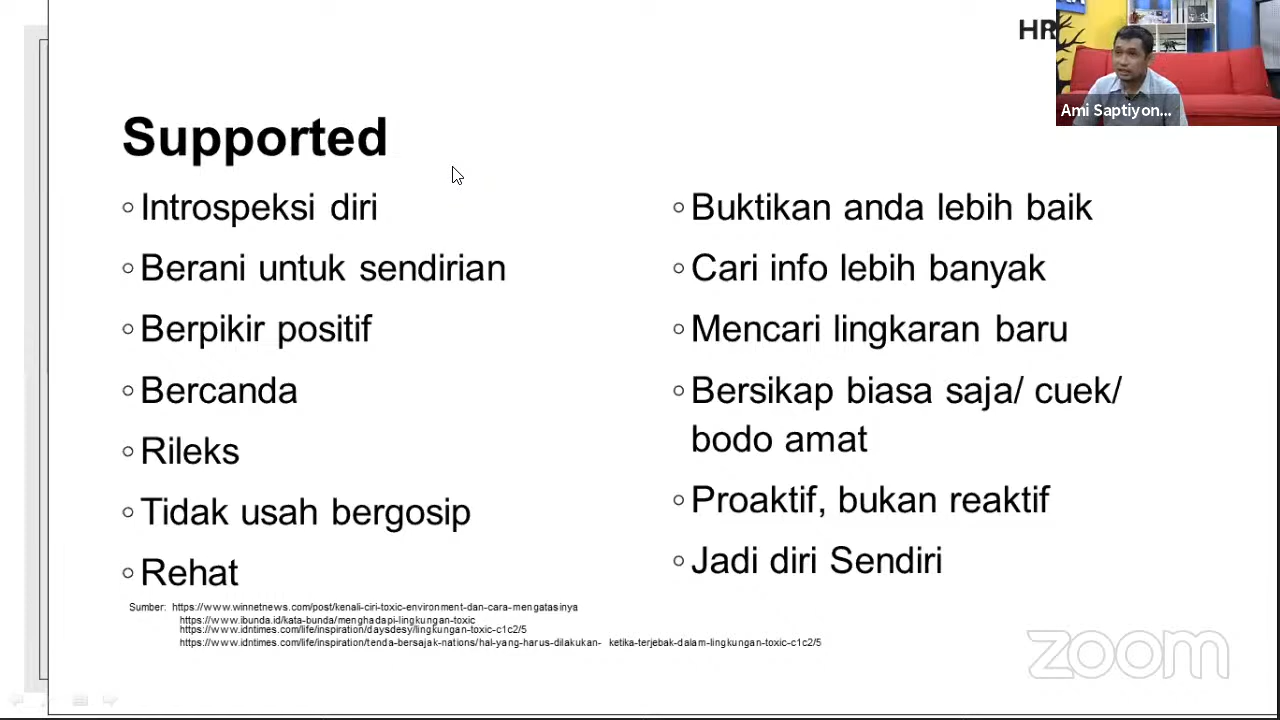 HR
Ami Saptiyon...
Supported
Introspeksi diri
Berani untuk sendirian
Berpikir positif
Bercanda
Rileks
Tidak usah bergosip
Rehat
Buktikan anda lebih baik
Cari info lebih banyak
Mencari lingkaran baru
Bersikap biasa saja/ cuek/
bodo amat
Proaktif, bukan reaktif
Jadi diri Sendiri
Sumber: https://www.winnetnews.com/post/kenali-ciri-toxic-environment-dan-cara-mengatasinya
https://www.ibunda.id/kata-bunda/menghadapi-lingkungan-toxic
https://www.idntimes.com/life/inspiration/daysdesy/lingkungan-toxic-c1c2/5
https://www.idntimes.com/life/inspiration/tenda-bersajak-nations/hal-yang-harus-dilakukan- ketika-terjebak-dalam-lingkungan-toxic-c1c2/5
zoom